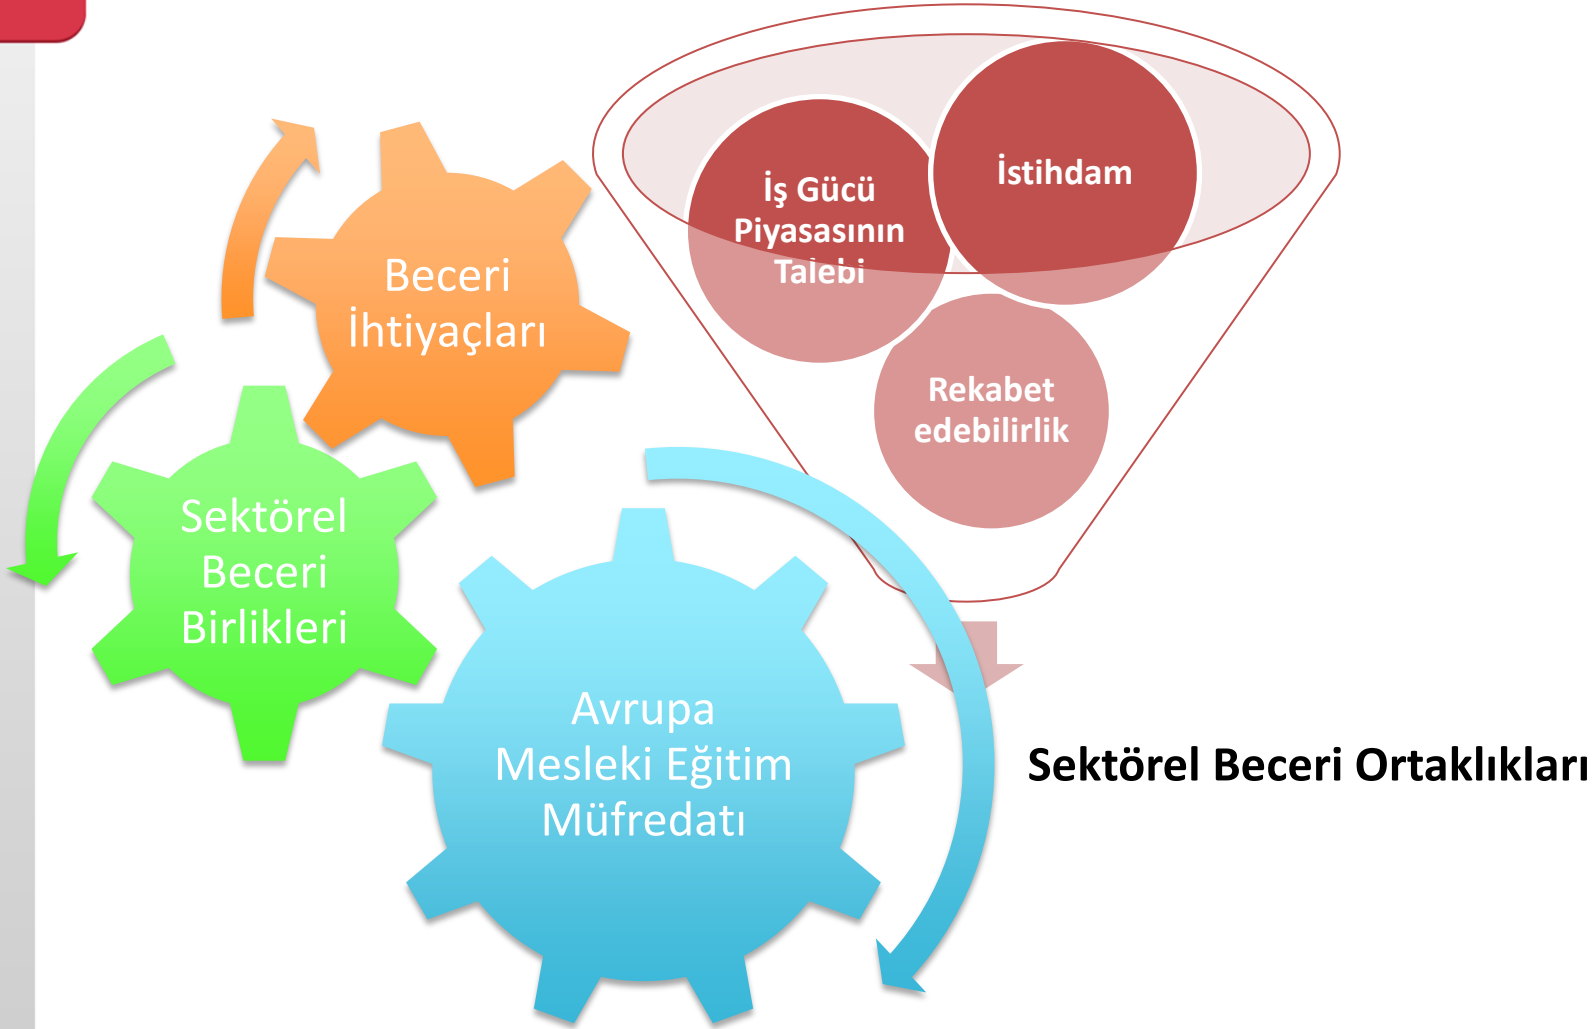 Beceri
İhtiyaçları
Sektörel
Beceri
Birlikleri
Avrupa
Mesleki Eğitim
Müfredatı
İş Gücü
Piyasasının
Talebi
İstihdam
Rekabet
edebilirlik
Sektörel Beceri Ortaklıkları